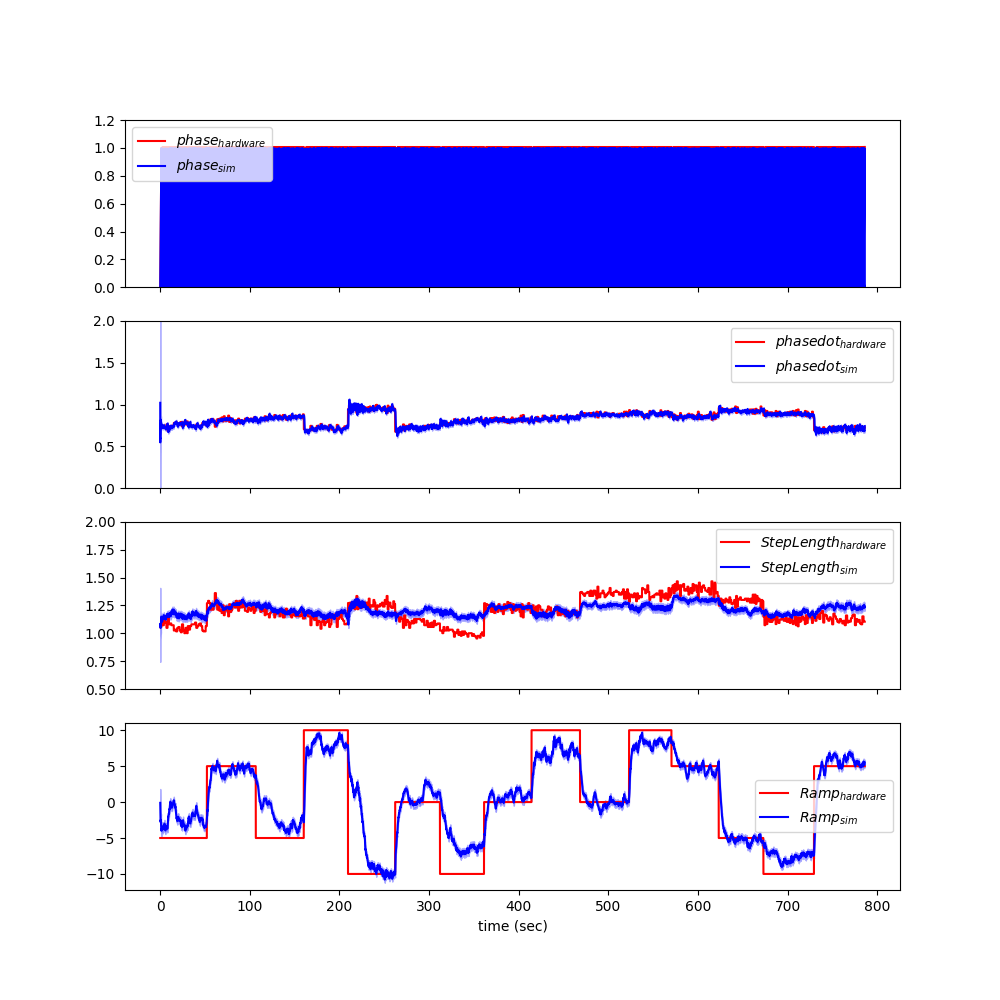 1.2
1.0
0.8
0.6
0.4
0.2
0.0
phase_hardware
phase_sim
2.0
1.5
1.0
0.5
0.0
phasedot_hardware
phasedot_sim
2.00
1.75
1.50
1.25
1.00
0.75
0.50
StepLength_hardware
StepLength_sim
10
5
0
−5
−10
Ramp_hardware
Ramp_sim
0 100 200 300 400 500 600 700 800
time (sec)